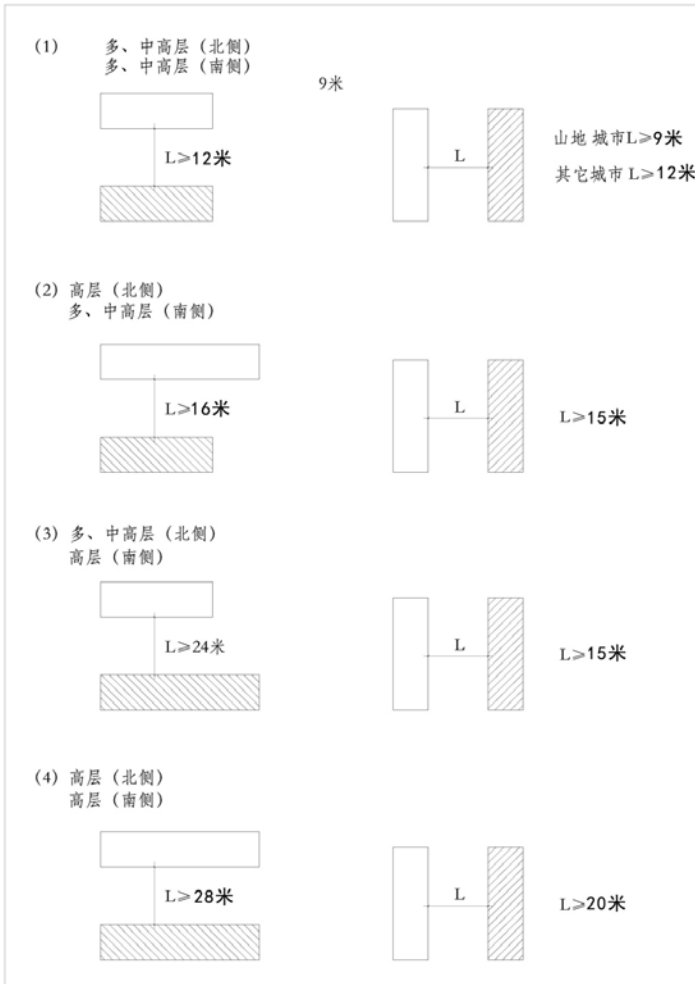 (1) 多、中高层（北侧）
多、中高层（南侧）
9米
L≥12米
L
山地 城市L≥9米
其它城市 L≥12米
(2) 高层（北侧）
多、中高层（南侧）
L≥16米
L
L≥15米
(3) 多、中高层（北侧）
高层（南侧）
L≥24米
L
L≥15米
(4) 高层（北侧）
高层（南侧）
L≥28米
L
L≥20米